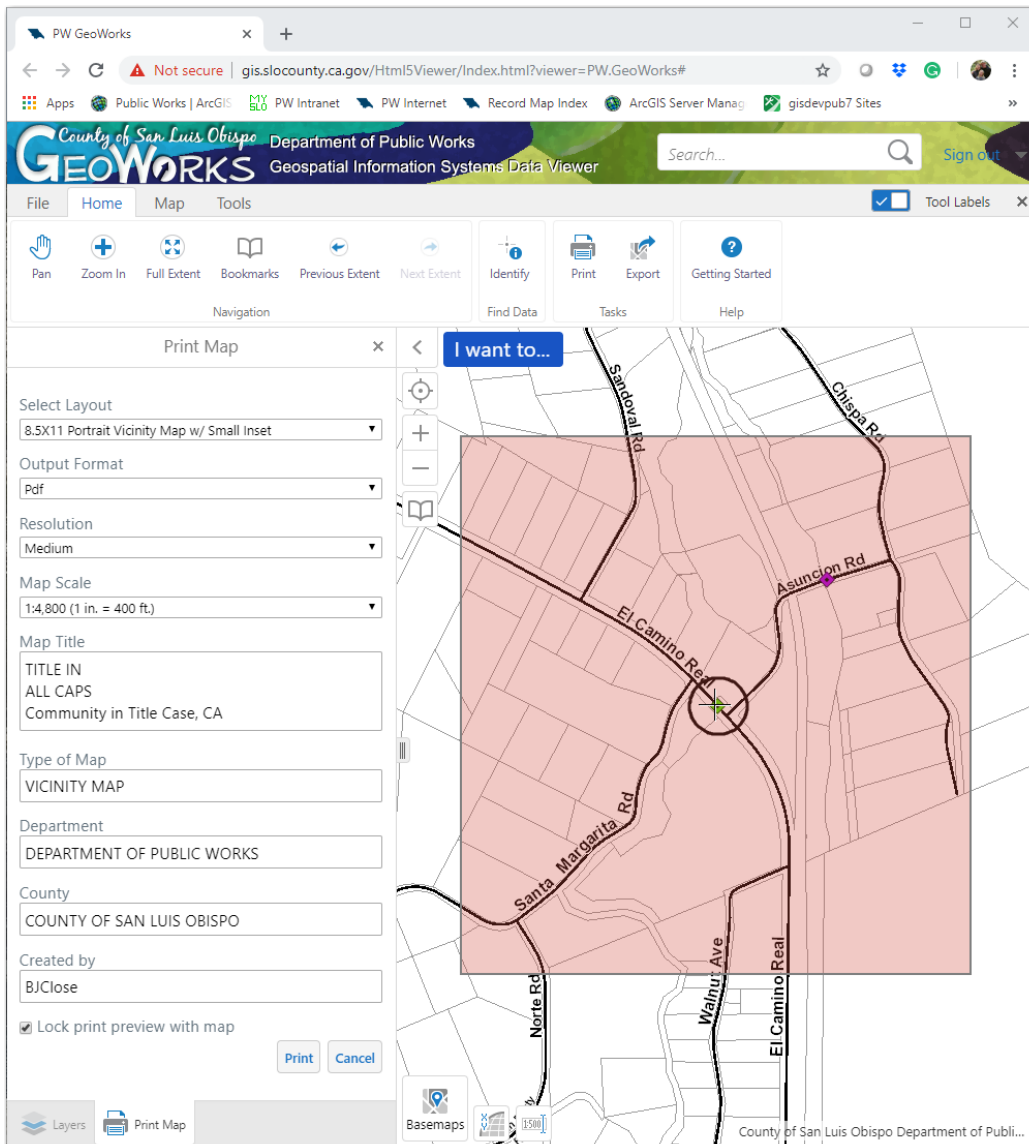 PW GeoWorks
Not secure | gis.slocounty.ca.gov/Html5Viewer/Index.html?viewer=PW.GeoWorks#
Apps Public Works | ArcGIS MY SLO PW Intranet PW Internet Record Map Index ArcGIS Server Manag gisdevpub7 Sites »
County of San Luis Obispo
GEOWORKS
Department of Public Works
Geospatial Information Systems Data Viewer
Search...
Sign out
File Home Map Tools
Tool Labels
Pan Zoom In Full Extent Bookmarks Previous Extent Next Extent Identify Print Export Getting Started
Navigation Find Data Tasks Help
Print Map
I want to...
Select Layout
8.5X11 Portrait Vicinity Map w/ Small Inset
Output Format
Pdf
Resolution
Medium
Map Scale
1:4,800 (1 in. = 400 ft.)
Map Title
TITLE IN
ALL CAPS
Community in Title Case, CA
Type of Map
VICINITY MAP
Department
DEPARTMENT OF PUBLIC WORKS
County
COUNTY OF SAN LUIS OBISPO
Created by
BJClose
Lock print preview with map
Print Cancel
Layers Print Map
Sandoval Rd
Chispa Rd
Asuncion Rd
El Camino Real
Santa Margarita Rd
Norte Rd
Walnut Ave
El Camino Real
Basemaps
X Y
1:500
County of San Luis Obispo Department of Publi...